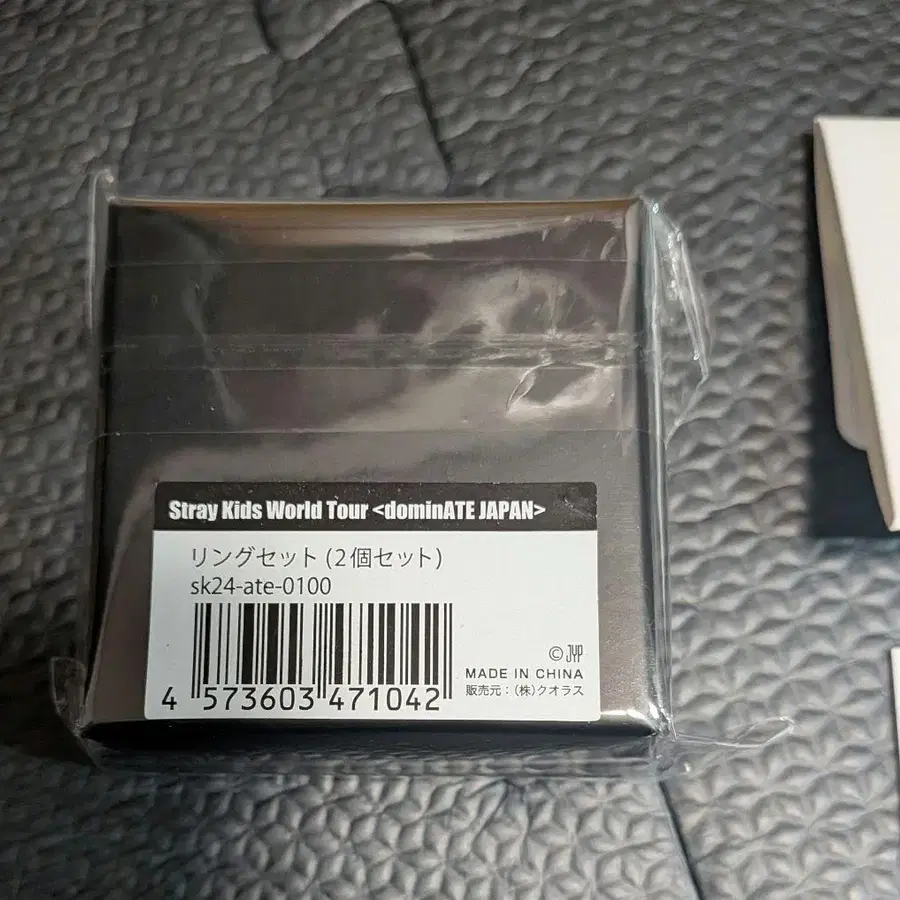 Stray Kids World Tour <dominATE JAPAN>
リングセット (2個セット)
sk24-ate-0100
4 573603 471042
© JYP
MADE IN CHINA
販売元：(株)クオラス